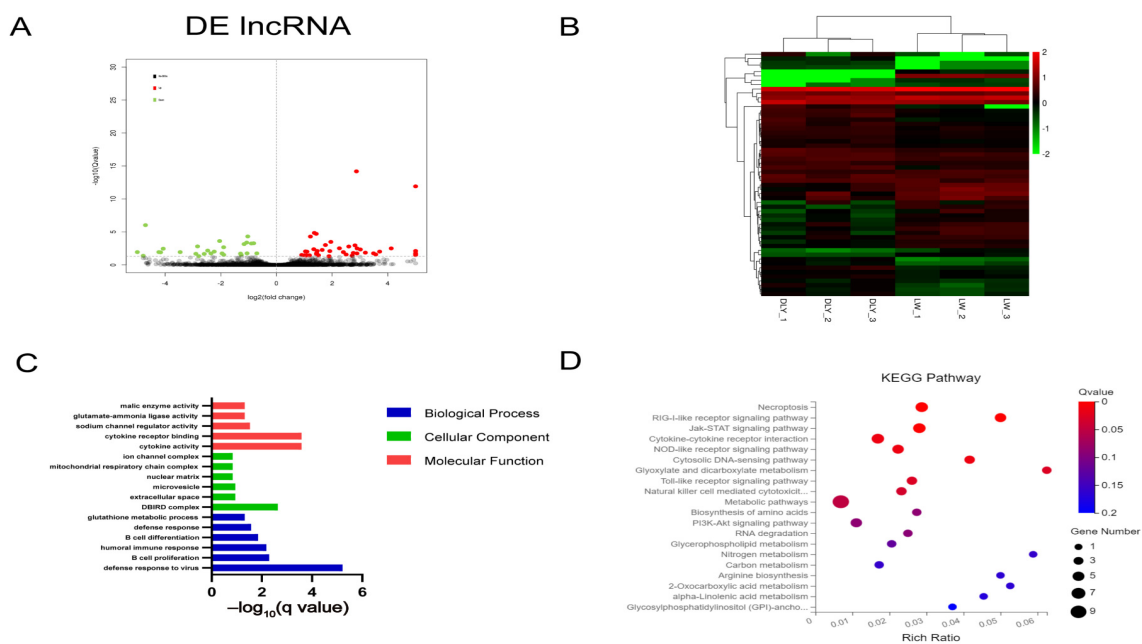 A
DE lncRNA
30
25
20
15
10
5
0
-log10(Qvalue)
-4
-2
0
2
4
log2(fold change)
B
2
1
0
-1
-2
DLY_1
DLY_2
DLY_3
LW_1
LW_2
LW_3
C
malic enzyme activity
glutamate-ammonia ligase activity
sodium channel regulator activity
cytokine receptor binding
cytokine activity
ion channel complex
mitochondrial respiratory chain complex
nuclear matrix
microvesicle
extracellular space
DBIRD complex
glutathione metabolic process
defense response
B cell differentiation
humoral immune response
B cell proliferation
defense response to virus
0
2
4
6
–log10(q value)
Biological Process
Cellular Component
Molecular Function
D
KEGG Pathway
Necroptosis
RIG-I-like receptor signaling pathway
Jak-STAT signaling pathway
Cytokine-cytokine receptor interaction
NOD-like receptor signaling pathway
Cytosolic DNA-sensing pathway
Glyoxylate and dicarboxylate metabolism
Toll-like receptor signaling pathway
Natural killer cell mediated cytotoxicit...
Metabolic pathways
Biosynthesis of amino acids
PI3K-Akt signaling pathway
RNA degradation
Glycerophospholipid metabolism
Nitrogen metabolism
Carbon metabolism
Arginine biosynthesis
2-Oxocarboxylic acid metabolism
alpha-Linolenic acid metabolism
Glycosylphosphatidylinositol (GPI)-ancho...
0
0.01
0.02
0.03
0.04
0.05
0.06
Rich Ratio
Qvalue
0
0.05
0.1
0.15
0.2
Gene Number
1
3
5
7
9